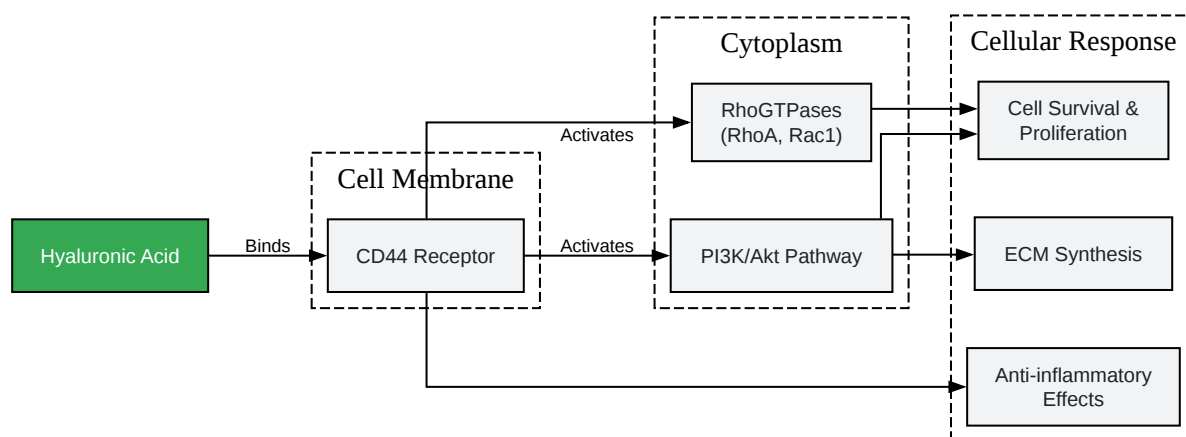 Cytoplasm
Cellular Response
RhoGTPases
(RhoA, Rac1)
Cell Survival &
Proliferation
Activates
Cell Membrane
Hyaluronic Acid
Binds
CD44 Receptor
Activates
PI3K/Akt Pathway
ECM Synthesis
Anti-inflammatory
Effects